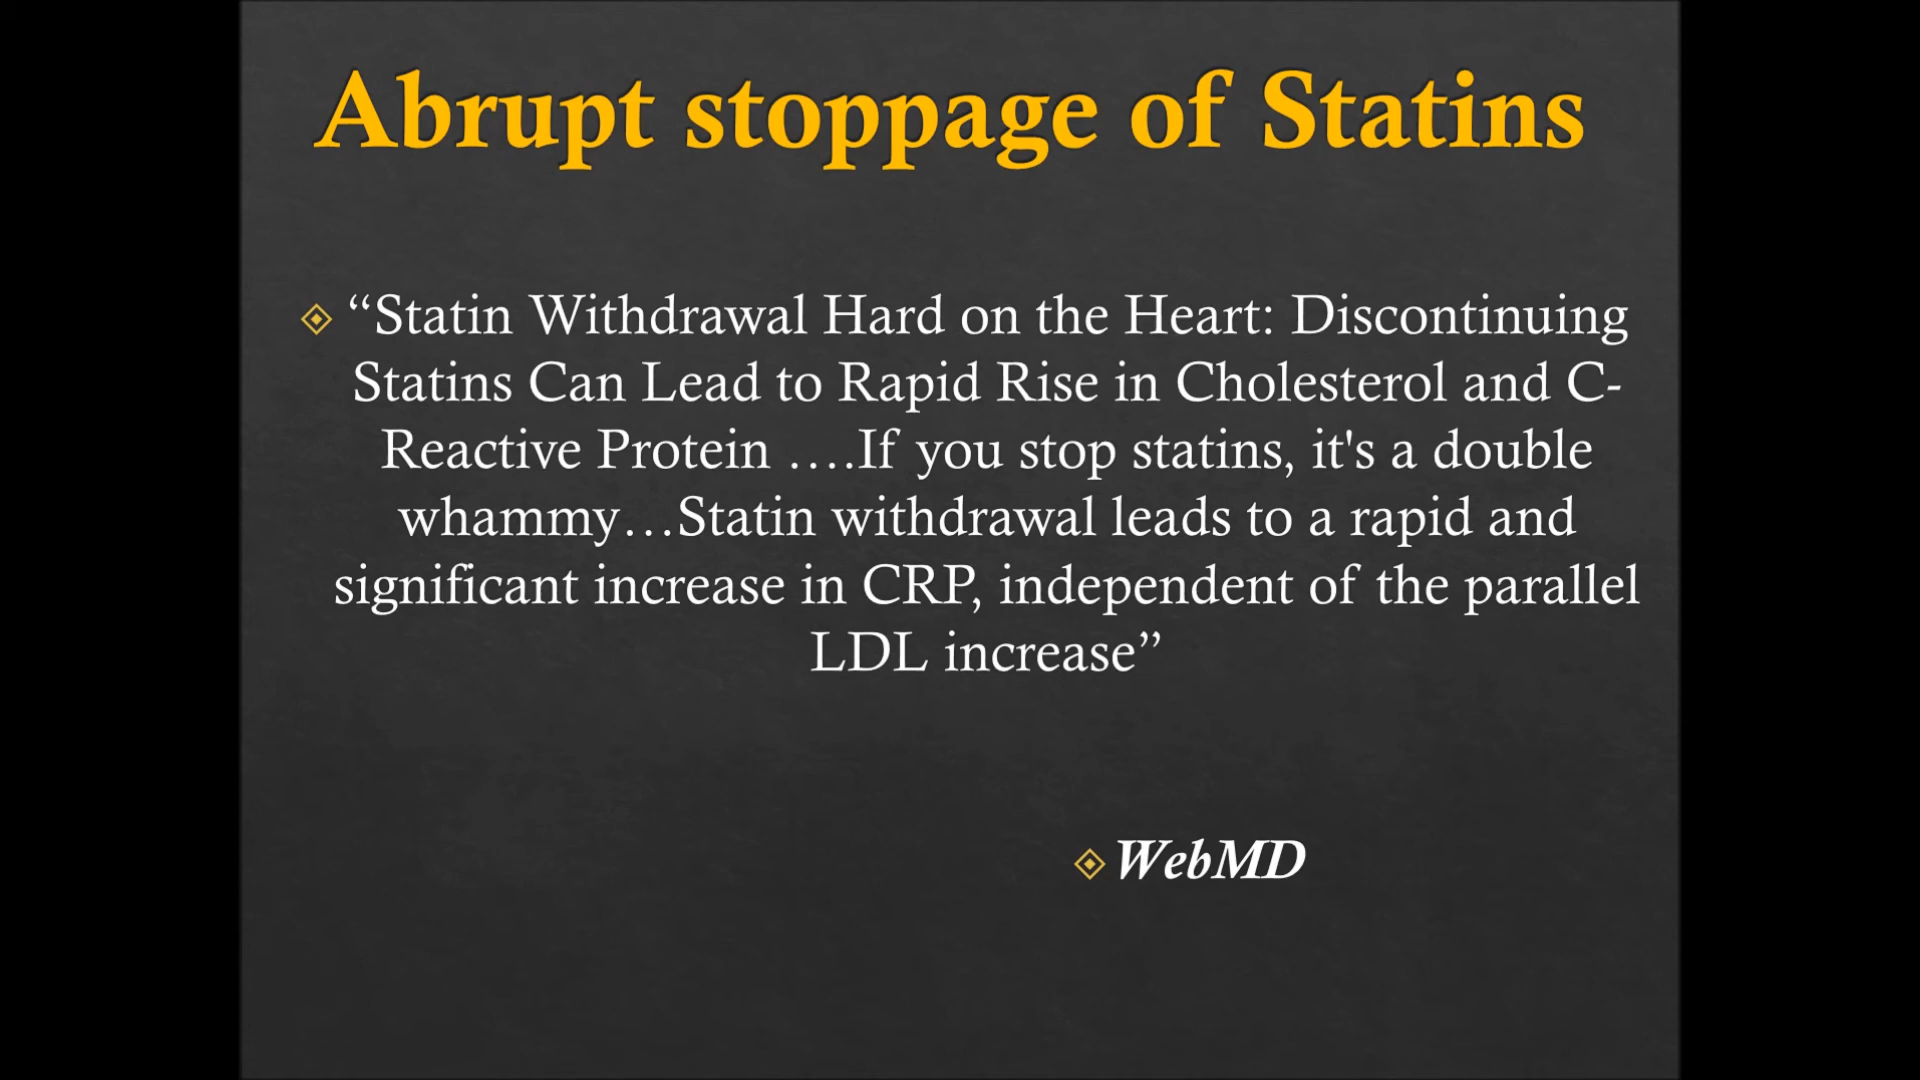 Abrupt stoppage of Statins
“Statin Withdrawal Hard on the Heart: Discontinuing
Statins Can Lead to Rapid Rise in Cholesterol and C-
Reactive Protein ….If you stop statins, it's a double
whammy…Statin withdrawal leads to a rapid and
significant increase in CRP, independent of the parallel
LDL increase”
WebMD